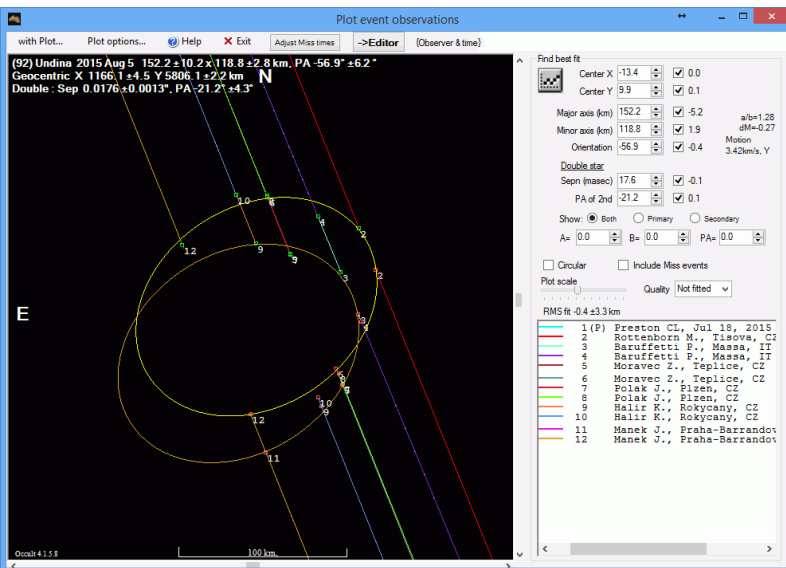 Plot event observations
with Plot... Plot options... Help Exit Adjust Miss times ->Editor {Observer & time}
(92) Undina 2015 Aug 5 152.2 ±10.2 x 118.8 ±2.8 km, PA -56.9° ±6.2 °
Geocentric X 1166.1 ±4.5 Y 5806.1 ±2.2 km
Double : Sep 0.0176 ±0.0013", PA -21.2° ±4.3°
N
E
10
4
2
12
9
3
2
3
4
10
9
12
11
Occult 4.1.5.8
100 km.
Find best fit
Center X -13.4 0.0
Center Y 9.9 0.1
Major axis (km) 152.2 -5.2
Minor axis (km) 118.8 1.9
Orientation -56.9 -0.4
a/b=1.28
dM=-0.27
Motion
3.42km/s, Y
Double star
Sepn (masec) 17.6 -0.1
PA of 2nd -21.2 0.1
Show: Both Primary Secondary
A= 0.0 B= 0.0 PA= 0.0
Circular Include Miss events
Plot scale
Quality Not fitted
RMS fit -0.4 ±3.3 km
1(P) Preston CL, Jul 18, 2015
2 Rottenborn M., Tisova, CZ
3 Baruffetti P., Massa, IT
4 Baruffetti P., Massa, IT
5 Moravec Z., Teplice, CZ
6 Moravec Z., Teplice, CZ
7 Polak J., Plzen, CZ
8 Polak J., Plzen, CZ
9 Halir K., Rokycany, CZ
10 Halir K., Rokycany, CZ
11 Manek J., Praha-Barrandov
12 Manek J., Praha-Barrandov